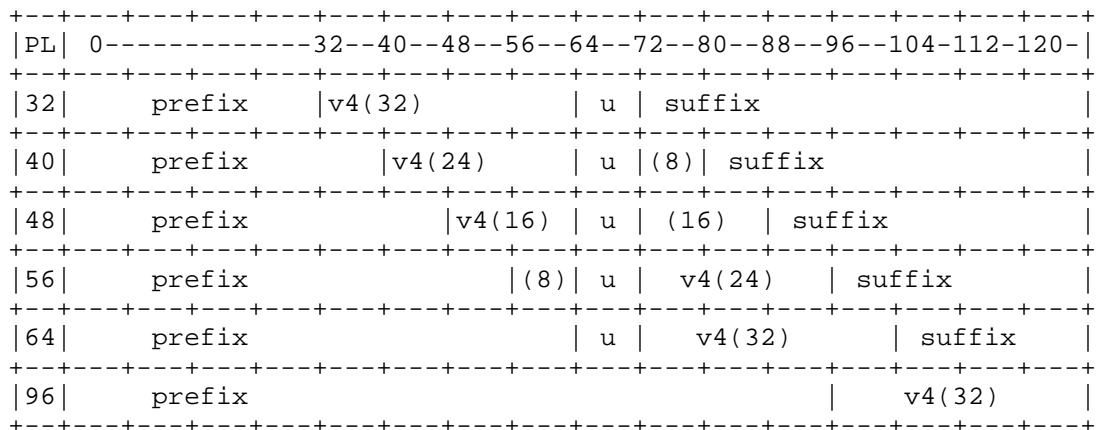 +--+---+---+---+---+---+---+---+---+---+---+---+---+---+---+---+---+
|PL| 0-------------32--40--48--56--64--72--80--88--96--104-112-120-|
+--+---+---+---+---+---+---+---+---+---+---+---+---+---+---+---+---+
|32|     prefix    |v4(32)         | u | suffix                    |
+--+---+---+---+---+---+---+---+---+---+---+---+---+---+---+---+---+
|40|     prefix        |v4(24)     | u |(8)| suffix                |
+--+---+---+---+---+---+---+---+---+---+---+---+---+---+---+---+---+
|48|     prefix            |v4(16) | u | (16)  | suffix            |
+--+---+---+---+---+---+---+---+---+---+---+---+---+---+---+---+---+
|56|     prefix                |(8)| u |  v4(24)   | suffix        |
+--+---+---+---+---+---+---+---+---+---+---+---+---+---+---+---+---+
|64|     prefix                    | u |   v4(32)      | suffix    |
+--+---+---+---+---+---+---+---+---+---+---+---+---+---+---+---+---+
|96|     prefix                                    |    v4(32)     |
+--+---+---+---+---+---+---+---+---+---+---+---+---+---+---+---+---+